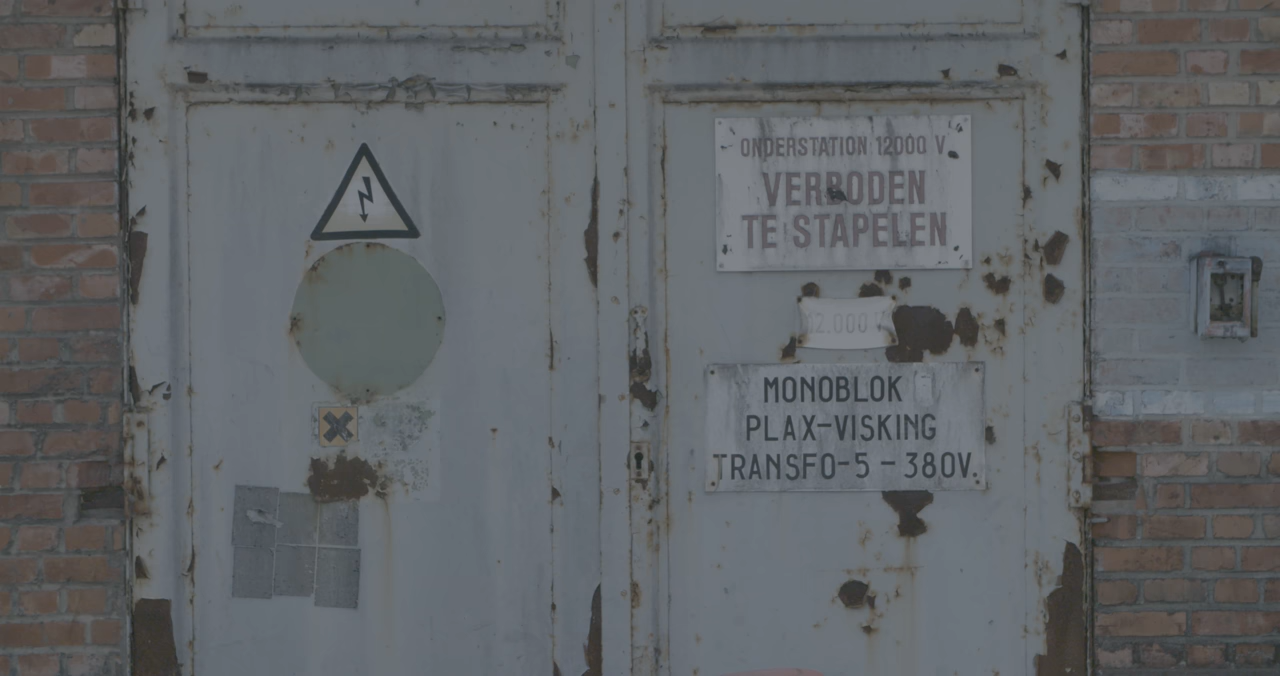 ONDERSTATION 12000 V.
VERBODEN
TE STAPELEN
12.000 V
MONOBLOK
PLAX-VISKING
TRANSFO-5-380V.